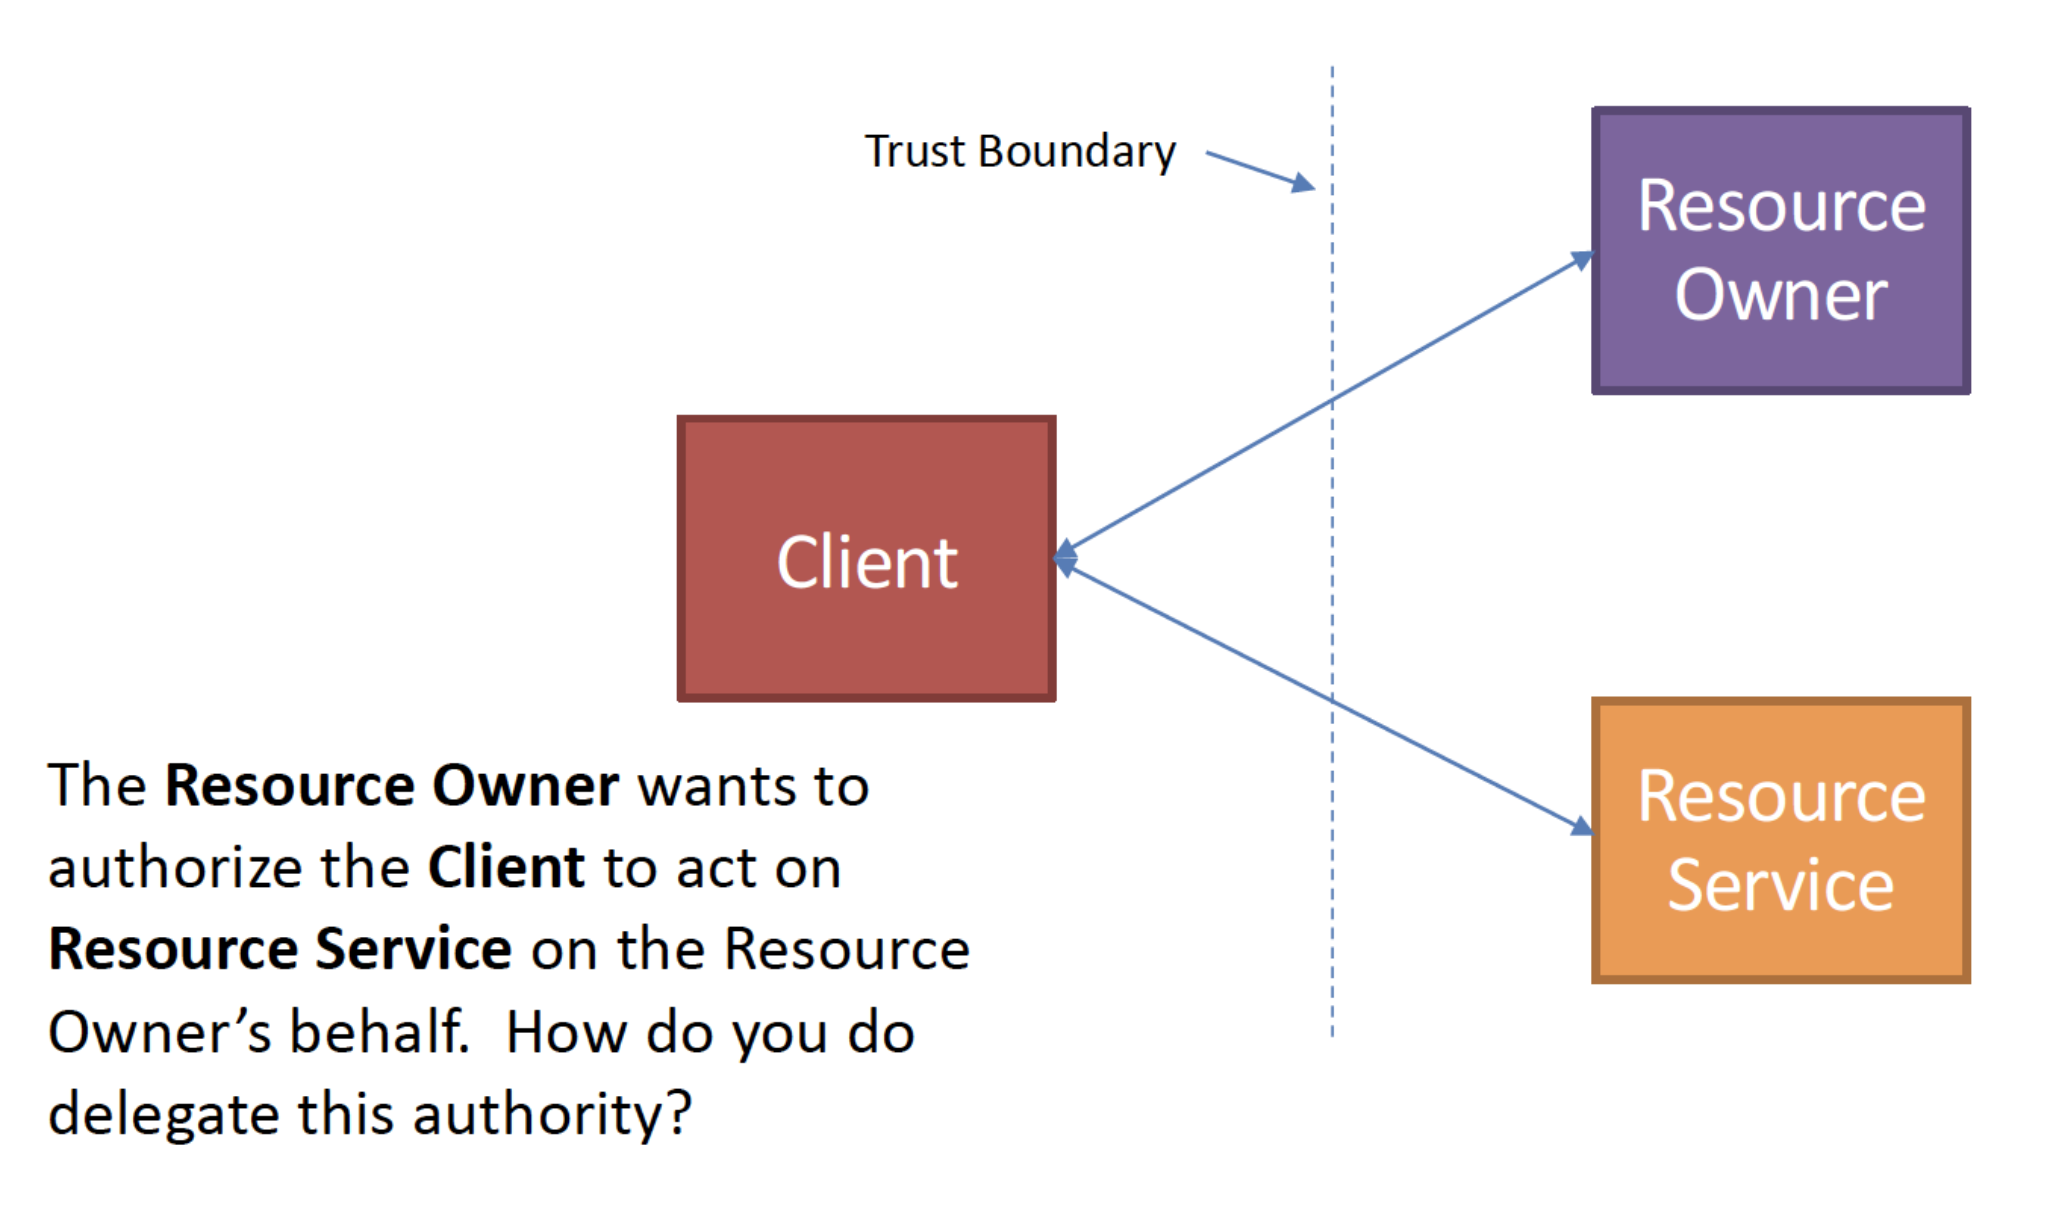 Trust Boundary
Resource
Owner
Client
Resource
Service
The Resource Owner wants to
authorize the Client to act on
Resource Service on the Resource
Owner’s behalf.  How do you do
delegate this authority?